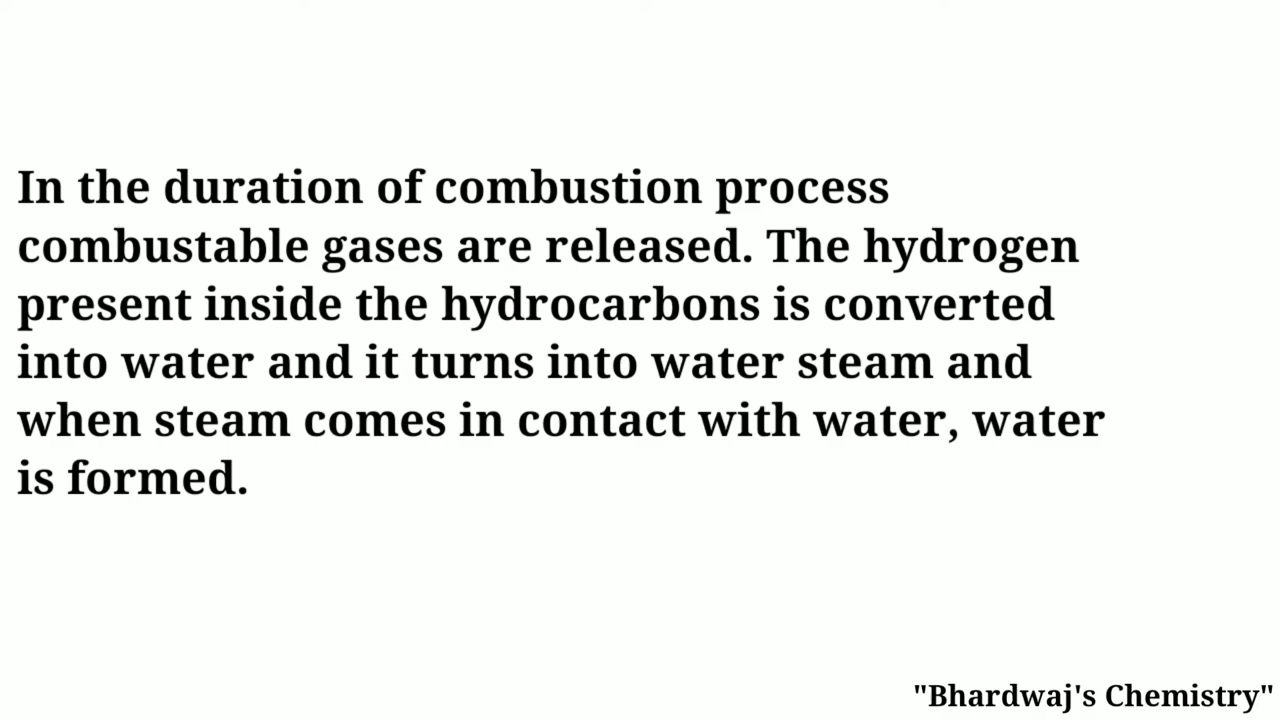 In the duration of combustion process
combustable gases are released. The hydrogen
present inside the hydrocarbons is converted
into water and it turns into water steam and
when steam comes in contact with water, water
is formed.
"Bhardwaj's Chemistry"